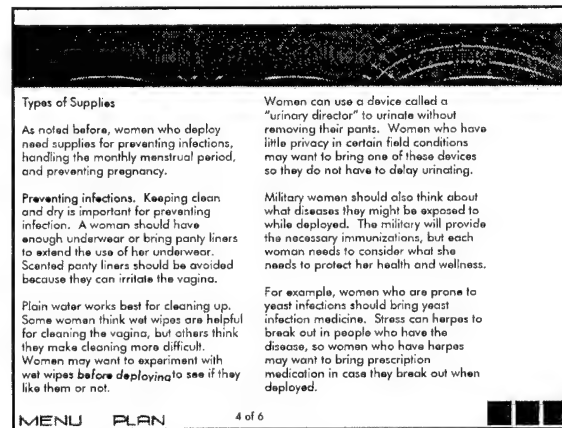 Types of Supplies
As noted before, women who deploy
need supplies for preventing infections,
handling the monthly menstrual period,
and preventing pregnancy.
Preventing infections. Keeping clean
and dry is important for preventing
infection. A woman should have
enough underwear or bring panty liners
to extend the use of her underwear.
Scented panty liners should be avoided
because they can irritate the vagina.
Plain water works best for cleaning up.
Some women think wet wipes are helpful
for cleaning the vagina, but others think
they make cleaning more difficult.
Women may want to experiment with
wet wipes before deploying to see if they
like them or not.
Women can use a device called a
"urinary director" to urinate without
removing their pants. Women who have
little privacy in certain field conditions
may want to bring one of these devices
so they do not have to delay urinating.
Military women should also think about
what diseases they might be exposed to
while deployed. The military will provide
the necessary immunizations, but each
woman needs to consider what she
needs to protect her health and wellness.
For example, women who are prone to
yeast infections should bring yeast
infection medicine. Stress can herpes to
break out in people who have the
disease, so women who have herpes
may want to bring prescription
medication in case they break out when
deployed.
MENU PLAN 4 of 6